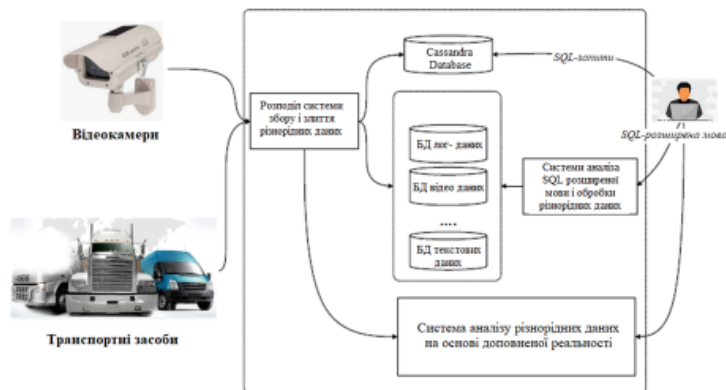 Відеокамери
Транспортні засоби
Розподіл системи
збору і злиття
різнорідних даних
Cassandra
Database
SQL-запити
SQL-розширена мова
БД лог- даних
БД відео даних
....
БД текстових
даних
Системи аналіза
SQL розширеної
мови і обробки
різнорідних даних
Система аналізу різнорідних даних
на основі доповненої реальності